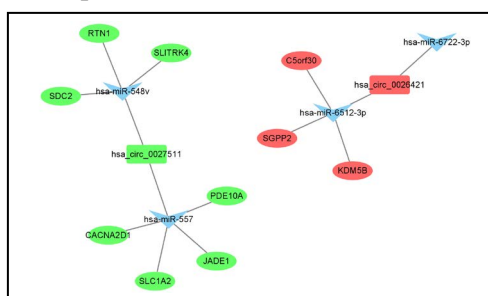 RTN1
SLITRK4
SDC2
hsa-miR-548v
hsa_circ_0027511
PDE10A
hsa-miR-557
CACNA2D1
JADE1
SLC1A2
hsa-miR-6722-3p
C5orf30
hsa_circ_0026421
hsa-miR-6512-3p
SGPP2
KDM5B